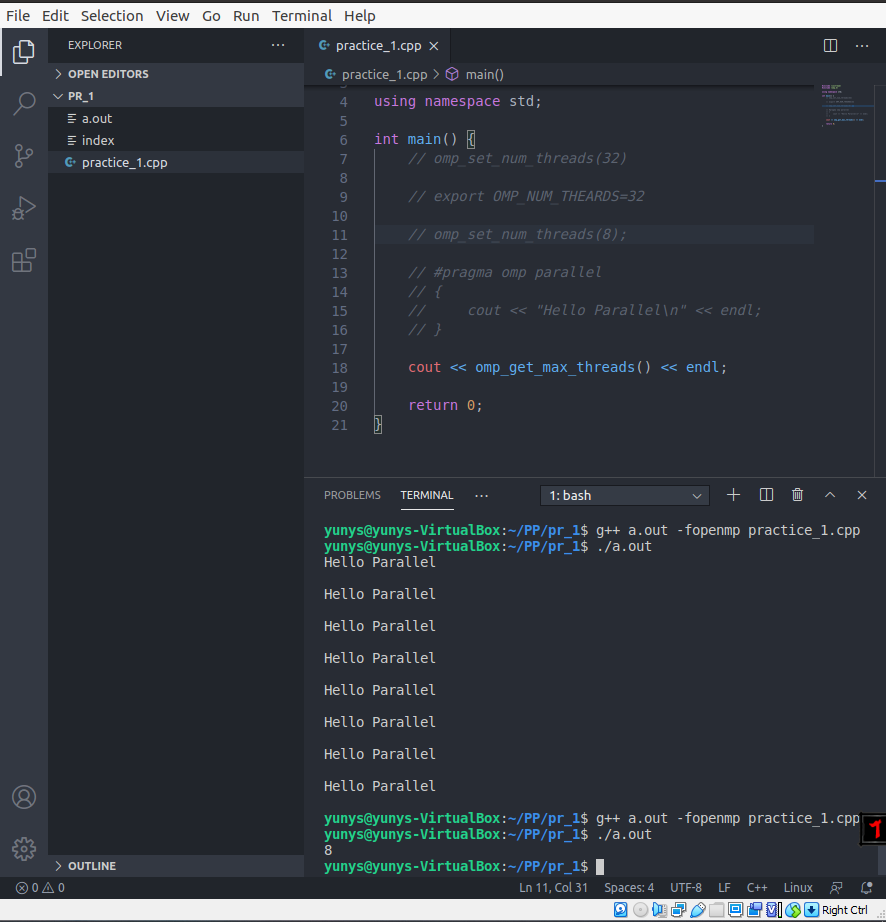 File Edit Selection View Go Run Terminal Help
EXPLORER
OPEN EDITORS
PR_1
a.out
index
practice_1.cpp
OUTLINE
practice_1.cpp
practice_1.cpp > main()
4 using namespace std;
5
6 int main() {
7 // omp_set_num_threads(32)
8
9 // export OMP_NUM_THEARDS=32
10
11 // omp_set_num_threads(8);
12
13 // #pragma omp parallel
14 // {
15 // cout << "Hello Parallel\n" << endl;
16 // }
17
18 cout << omp_get_max_threads() << endl;
19
20 return 0;
21 }
PROBLEMS TERMINAL ··· 1: bash
yunys@yunys-VirtualBox:~/PP/pr_1$ g++ a.out -fopenmp practice_1.cpp
yunys@yunys-VirtualBox:~/PP/pr_1$ ./a.out
Hello Parallel
Hello Parallel
Hello Parallel
Hello Parallel
Hello Parallel
Hello Parallel
Hello Parallel
Hello Parallel
yunys@yunys-VirtualBox:~/PP/pr_1$ g++ a.out -fopenmp practice_1.cpp
yunys@yunys-VirtualBox:~/PP/pr_1$ ./a.out
8
yunys@yunys-VirtualBox:~/PP/pr_1$
1
0 0 Ln 11, Col 31 Spaces: 4 UTF-8 LF C++ Linux
Right Ctrl